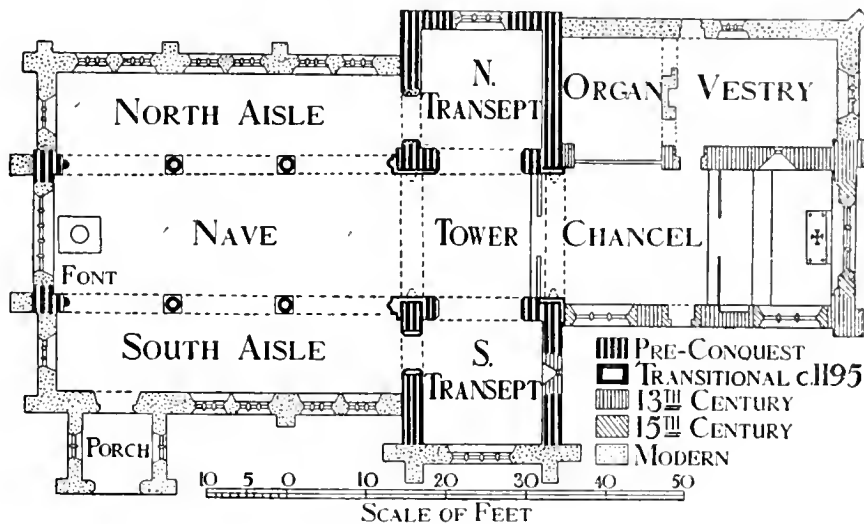 NORTH AISLE
N.
TRANSEPT
ORGAN
VESTRY
NAVE
TOWER
CHANCEL
FONT
SOUTH AISLE
S.
TRANSEPT
PORCH
PRE-CONQUEST
TRANSITIONAL C.1195
13TH CENTURY
15TH CENTURY
MODERN
10 5 0 10 20 30 40 50
SCALE OF FEET